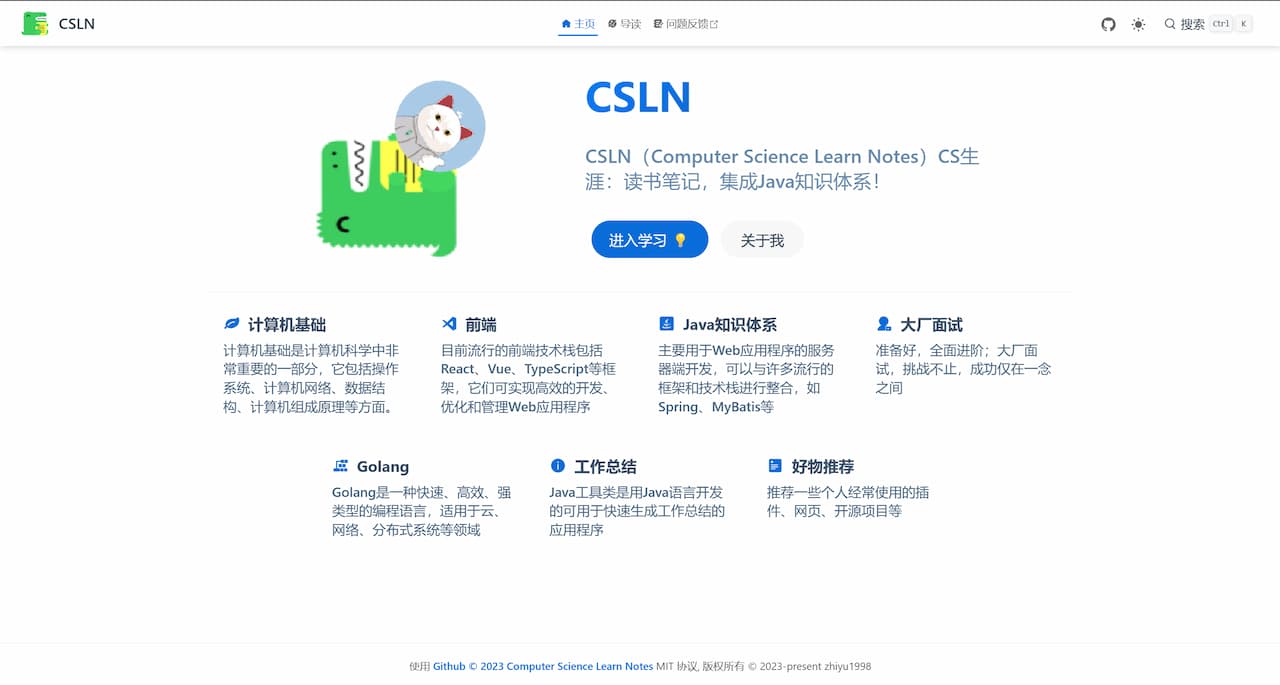 CSLN
主页
导读
问题反馈
搜索
Ctrl
K
CSLN
CSLN（Computer Science Learn Notes）CS生
涯：读书笔记，集成Java知识体系！
进入学习
关于我
计算机基础
计算机基础是计算机科学中非
常重要的一部分，它包括操作
系统、计算机网络、数据结
构、计算机组成原理等方面。
前端
目前流行的前端技术栈包括
React、Vue、TypeScript等框
架，它们可实现高效的开发、
优化和管理Web应用程序
Java知识体系
主要用于Web应用程序的服务
器端开发，可以与许多流行的
框架和技术栈进行整合，如
Spring、MyBatis等
大厂面试
准备好，全面进阶；大厂面
试，挑战不止，成功仅在一念
之间
Golang
Golang是一种快速、高效、强
类型的编程语言，适用于云、
网络、分布式系统等领域
工作总结
Java工具类是用Java语言开发
的可用于快速生成工作总结的
应用程序
好物推荐
推荐一些个人经常使用的插
件、网页、开源项目等
使用 Github © 2023 Computer Science Learn Notes MIT 协议, 版权所有 © 2023-present zhiyu1998